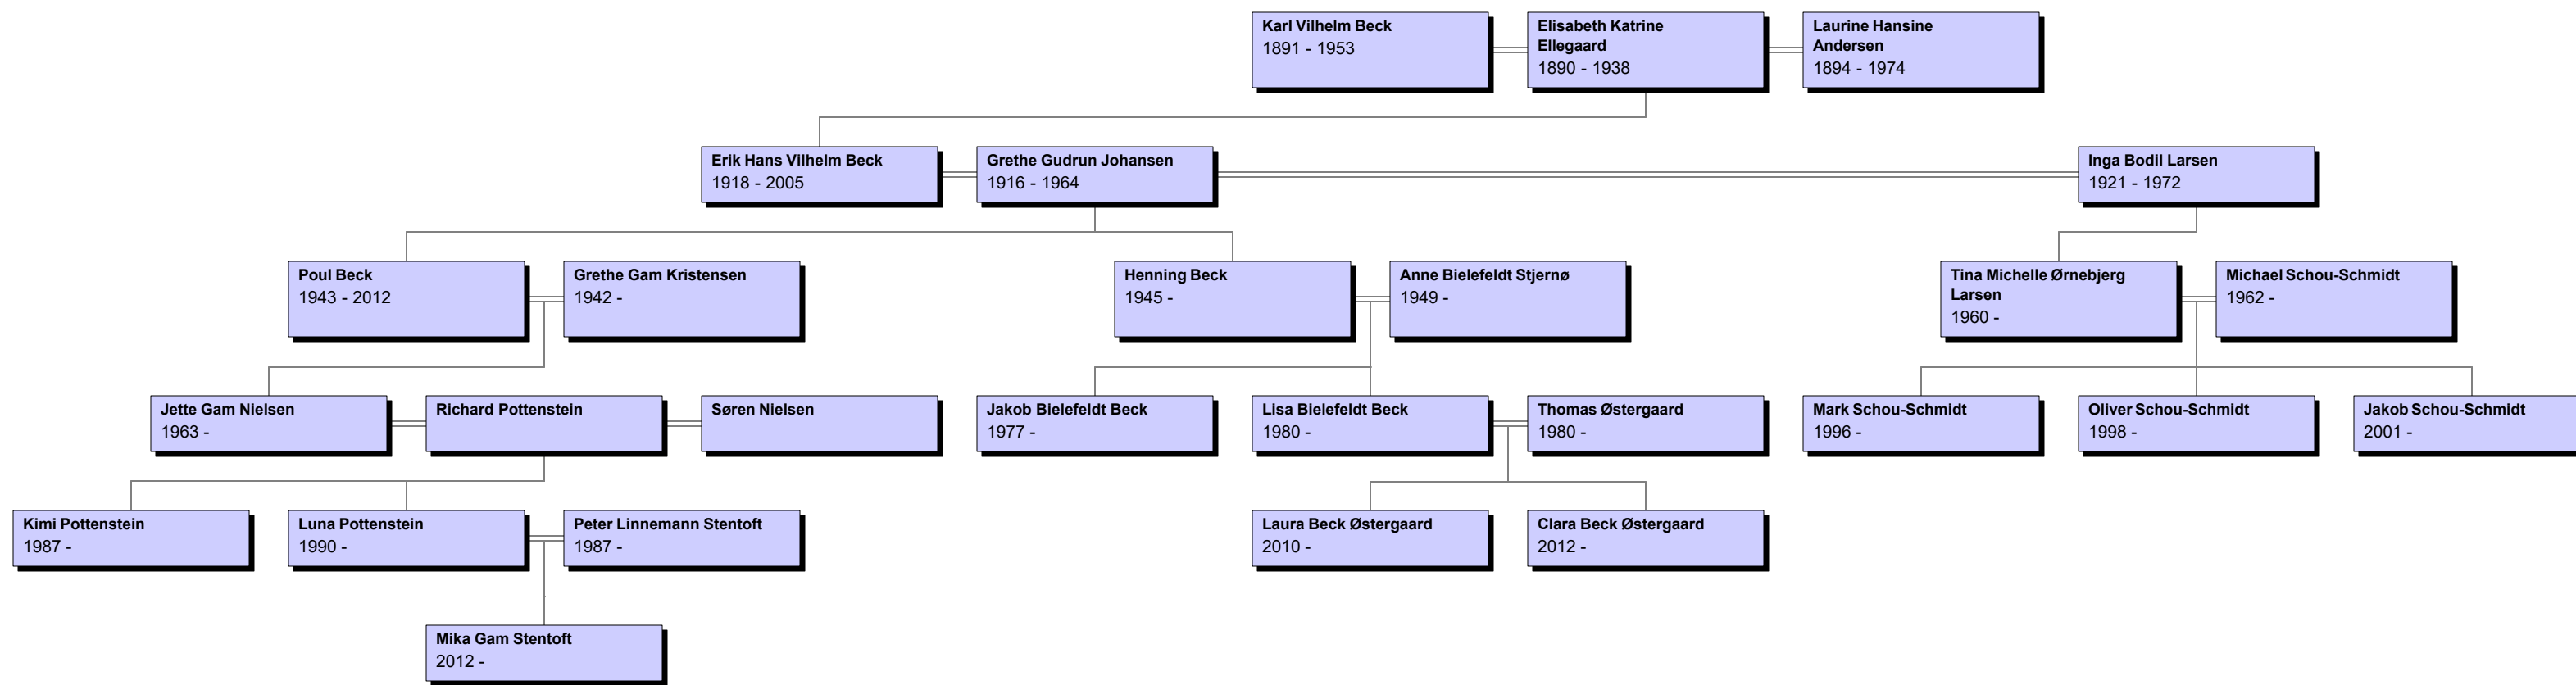 Karl Vilhelm Beck
1891 - 1953
Elisabeth Katrine
Ellegaard
1890 - 1938
Laurine Hansine
Andersen
1894 - 1974
Erik Hans Vilhelm Beck
1918 - 2005
Grethe Gudrun Johansen
1916 - 1964
Inga Bodil Larsen
1921 - 1972
Poul Beck
1943 - 2012
Grethe Gam Kristensen
1942 -
Henning Beck
1945 -
Anne Bielefeldt Stjernø
1949 -
Tina Michelle Ørnebjerg
Larsen
1960 -
Michael Schou-Schmidt
1962 -
Jette Gam Nielsen
1963 -
Richard Pottenstein
Søren Nielsen
Jakob Bielefeldt Beck
1977 -
Lisa Bielefeldt Beck
1980 -
Thomas Østergaard
1980 -
Mark Schou-Schmidt
1996 -
Oliver Schou-Schmidt
1998 -
Jakob Schou-Schmidt
2001 -
Kimi Pottenstein
1987 -
Luna Pottenstein
1990 -
Peter Linnemann Stentoft
1987 -
Laura Beck Østergaard
2010 -
Clara Beck Østergaard
2012 -
Mika Gam Stentoft
2012 -